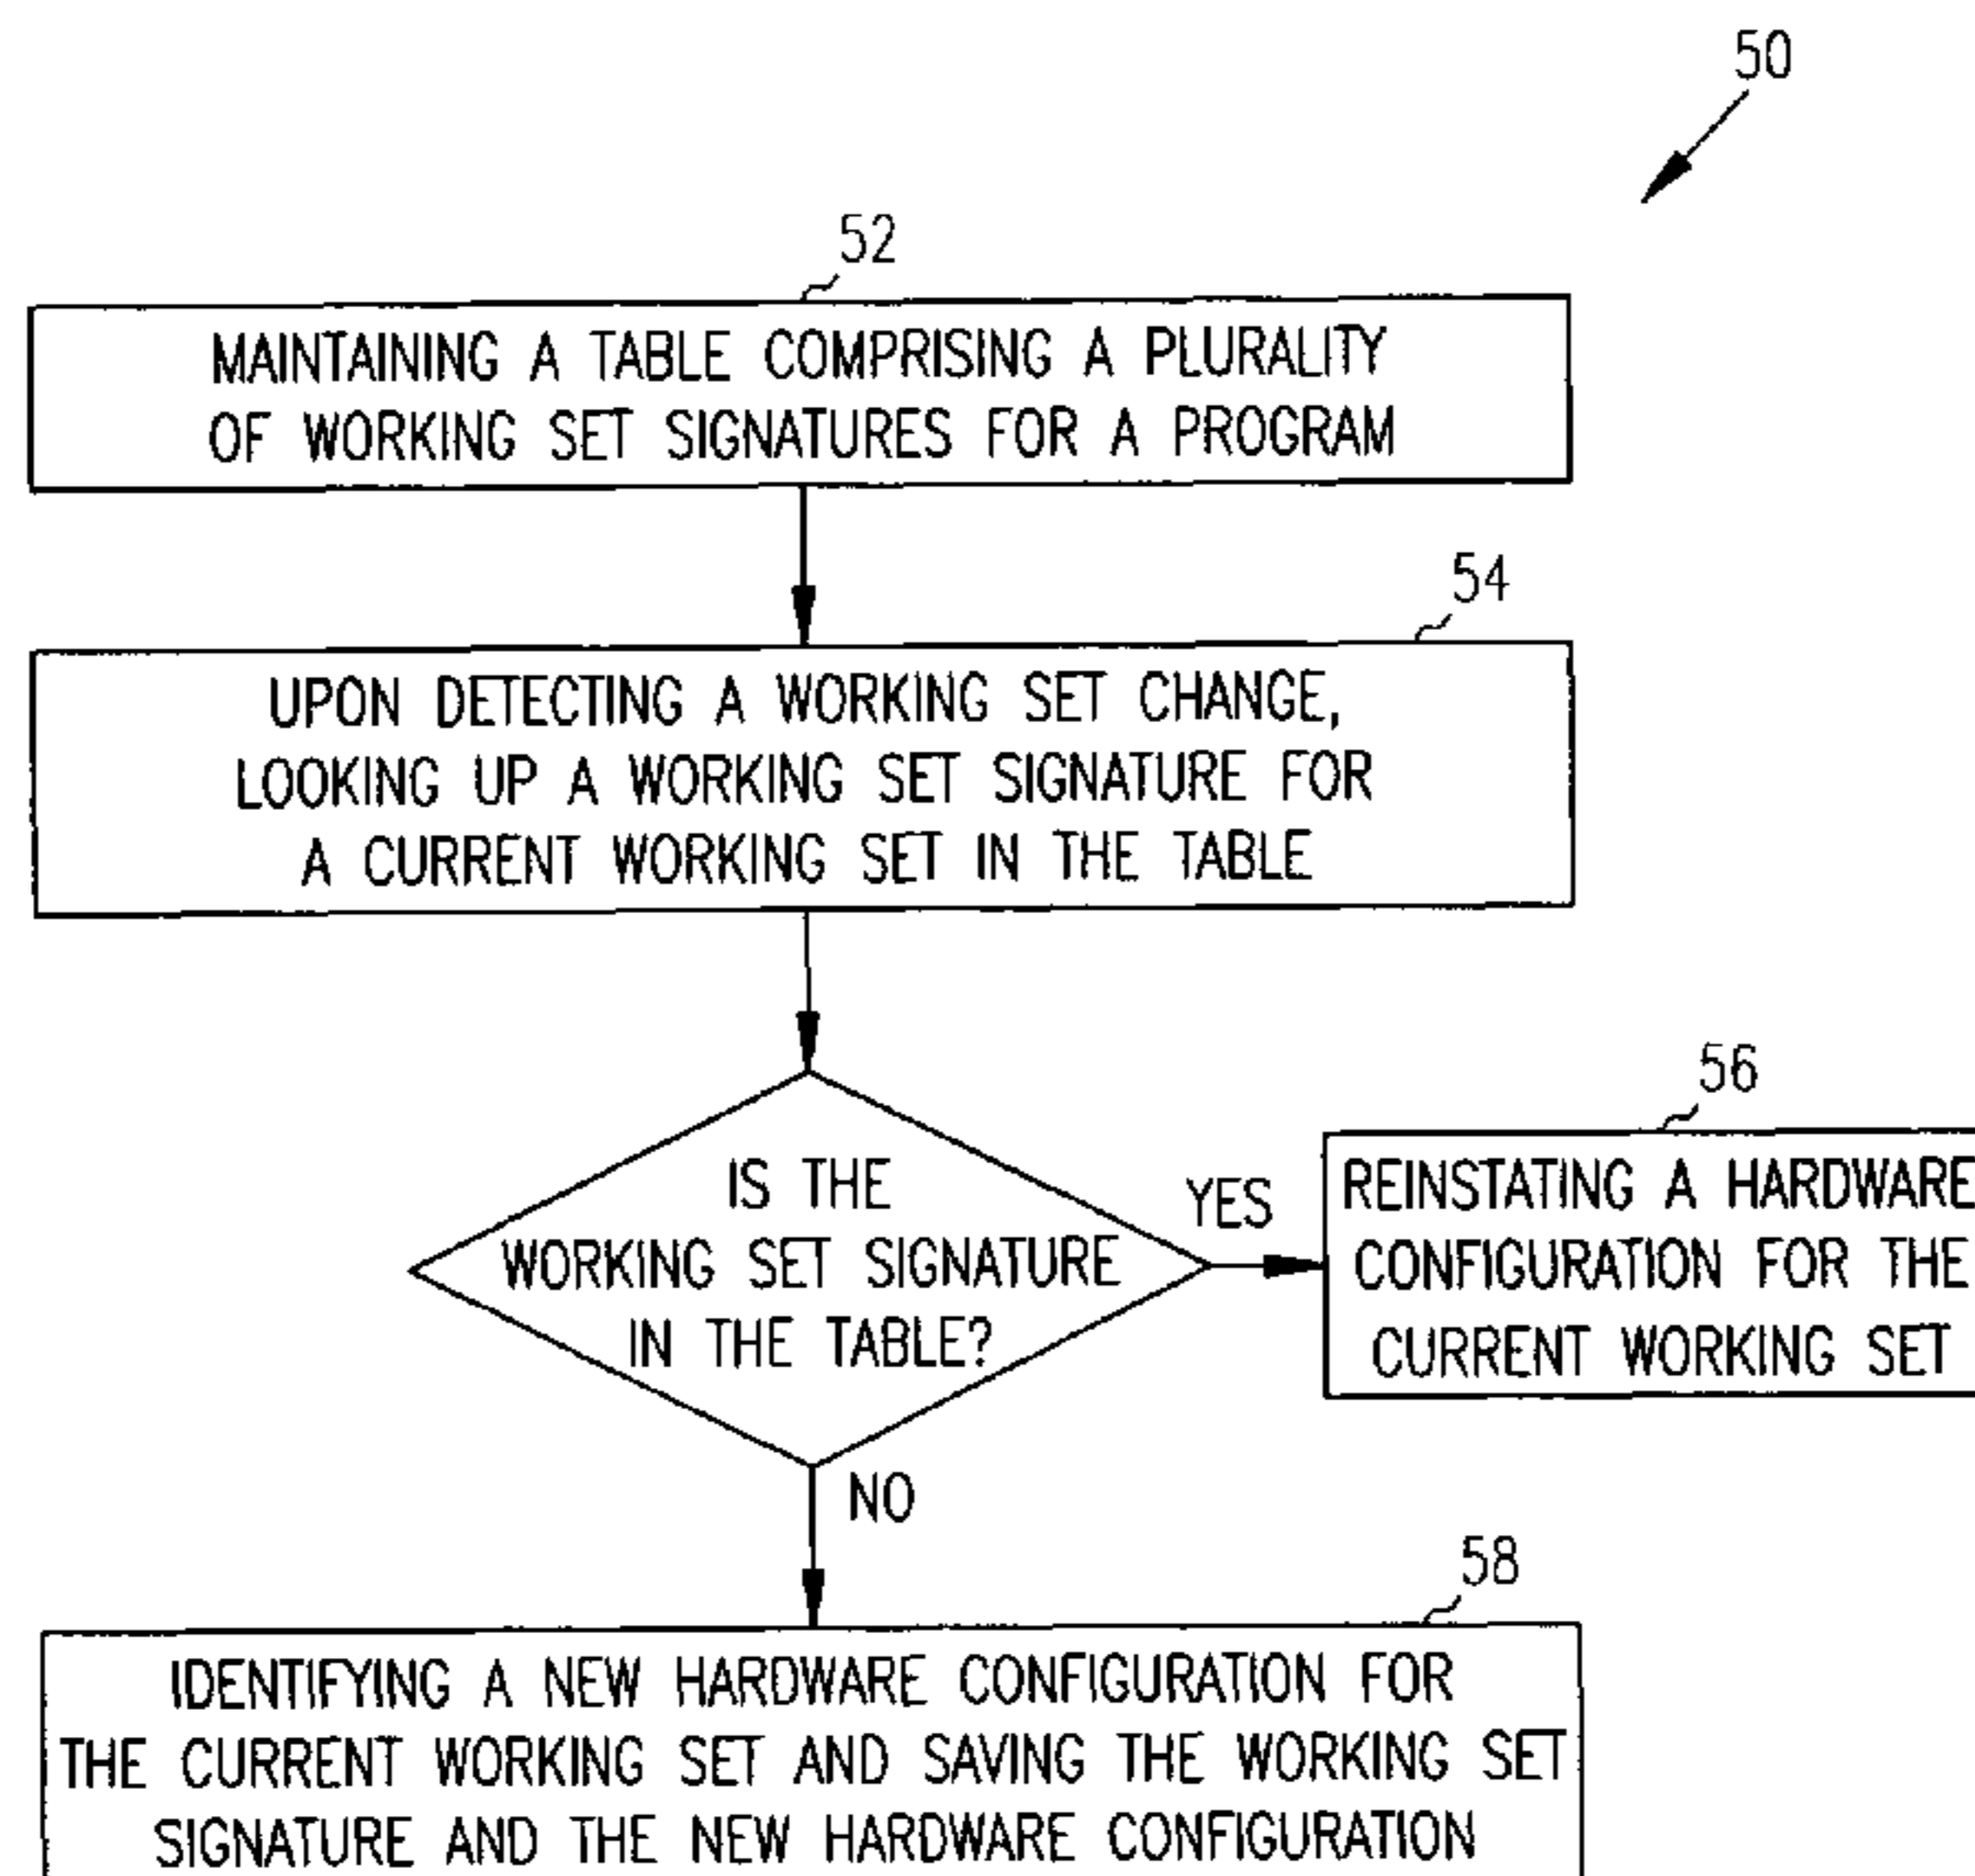 50
52
MAINTAINING A TABLE COMPRISING A PLURALITY
OF WORKING SET SIGNATURES FOR A PROGRAM
54
UPON DETECTING A WORKING SET CHANGE,
LOOKING UP A WORKING SET SIGNATURE FOR
A CURRENT WORKING SET IN THE TABLE
IS THE
WORKING SET SIGNATURE
IN THE TABLE?
YES
56
REINSTATING A HARDWARE
CONFIGURATION FOR THE
CURRENT WORKING SET
NO
58
IDENTIFYING A NEW HARDWARE CONFIGURATION FOR
THE CURRENT WORKING SET AND SAVING THE WORKING SET
SIGNATURE AND THE NEW HARDWARE CONFIGURATION